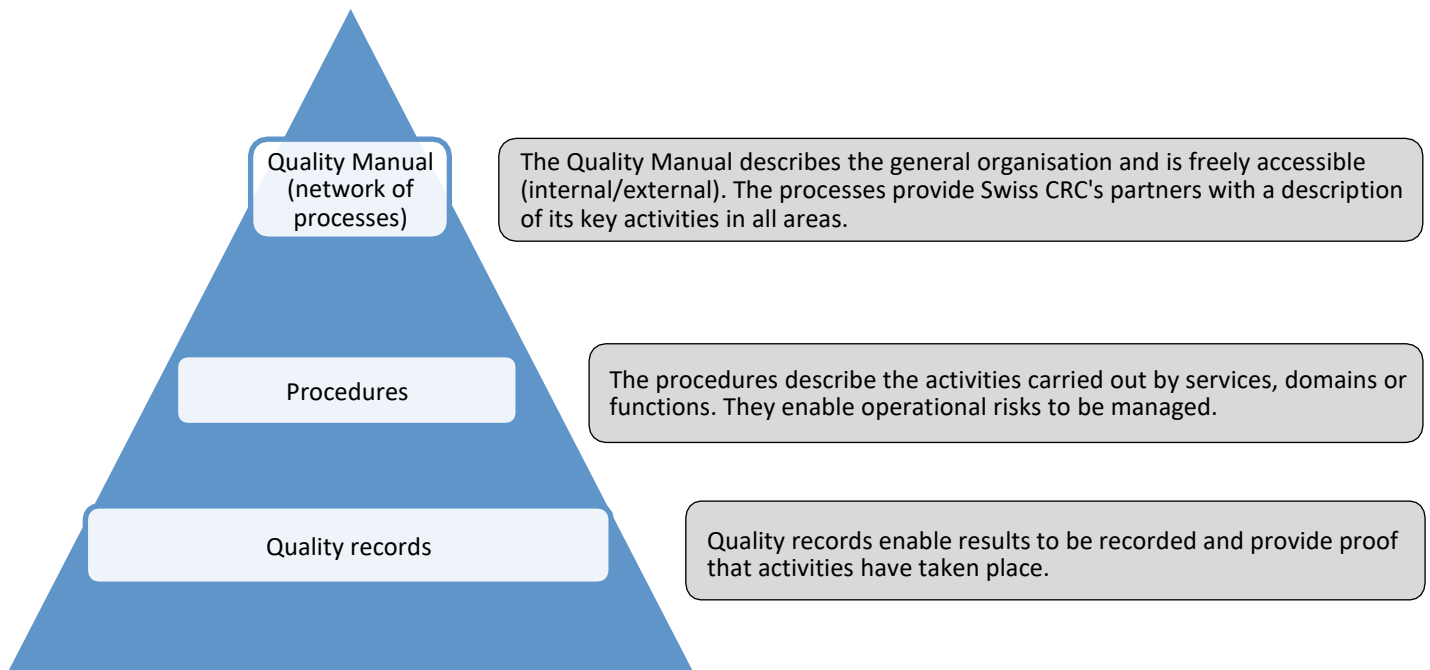 Quality Manual
(network of
processes)
The Quality Manual describes the general organisation and is freely accessible
(internal/external). The processes provide Swiss CRC's partners with a description
of its key activities in all areas.
Procedures
The procedures describe the activities carried out by services, domains or
functions. They enable operational risks to be managed.
Quality records
Quality records enable results to be recorded and provide proof
that activities have taken place.